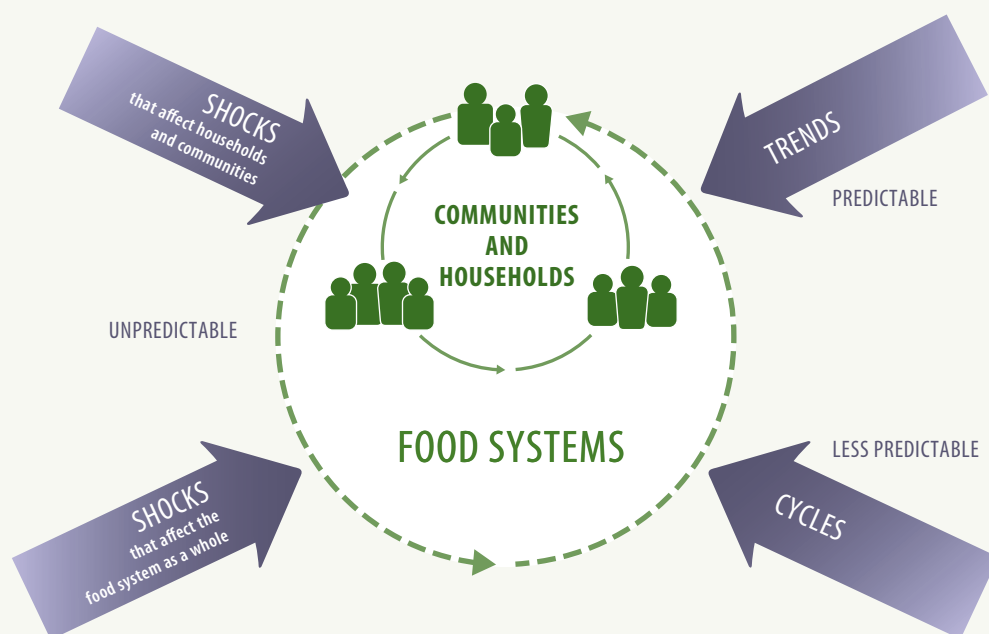 SHOCKS
that affect households
and communities
TRENDS
PREDICTABLE
COMMUNITIES
AND
HOUSEHOLDS
UNPREDICTABLE
FOOD SYSTEMS
LESS PREDICTABLE
SHOCKS
that affect the
food system as a whole
CYCLES